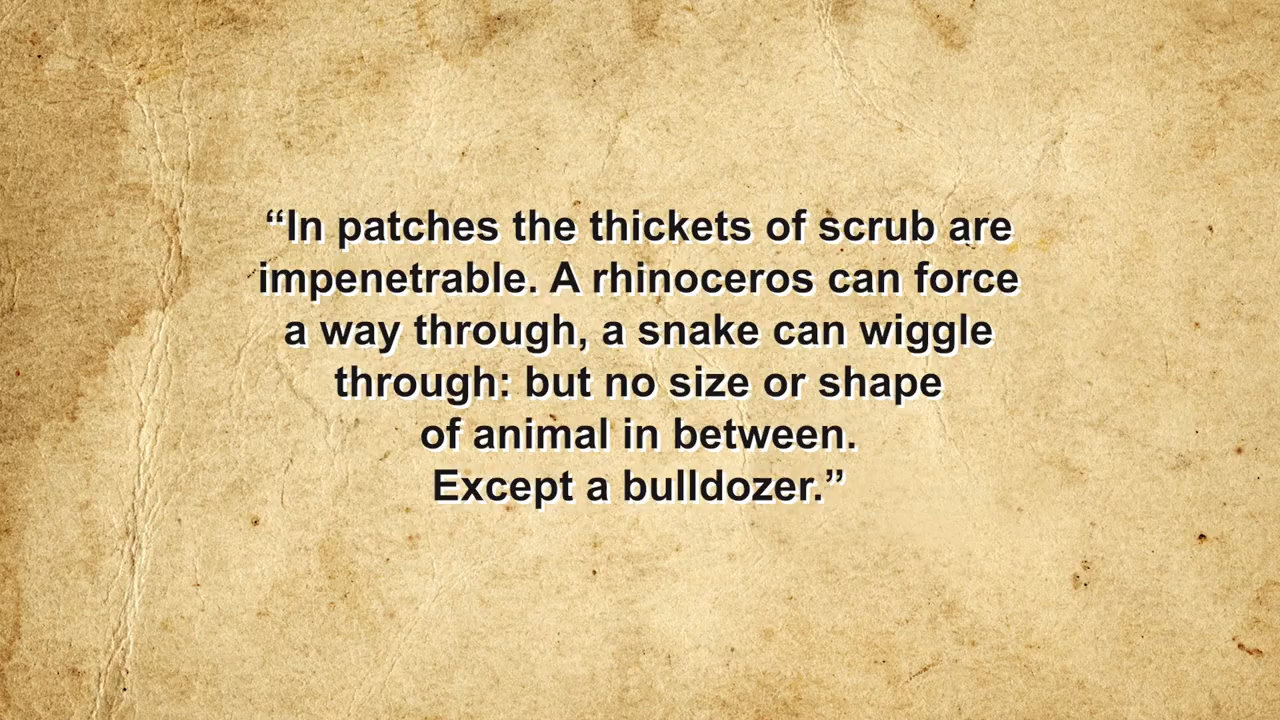 “In patches the thickets of scrub are
impenetrable. A rhinoceros can force
a way through, a snake can wiggle
through: but no size or shape
of animal in between.
Except a bulldozer.”